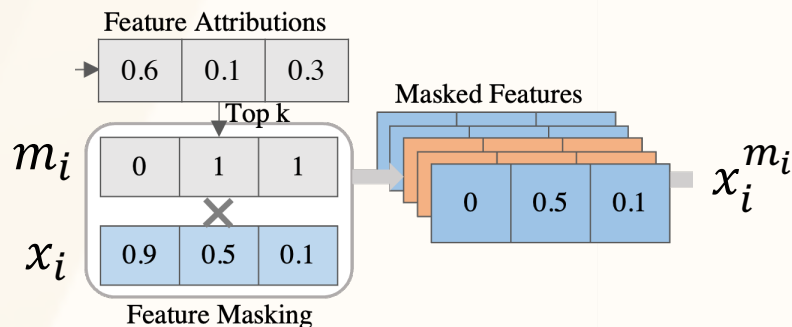 Feature Attributions
0.6 0.1 0.3
Top k
Masked Features
m_i 0 1 1
×
x_i 0.9 0.5 0.1
0 0.5 0.1
x_i^{m_i}
Feature Masking